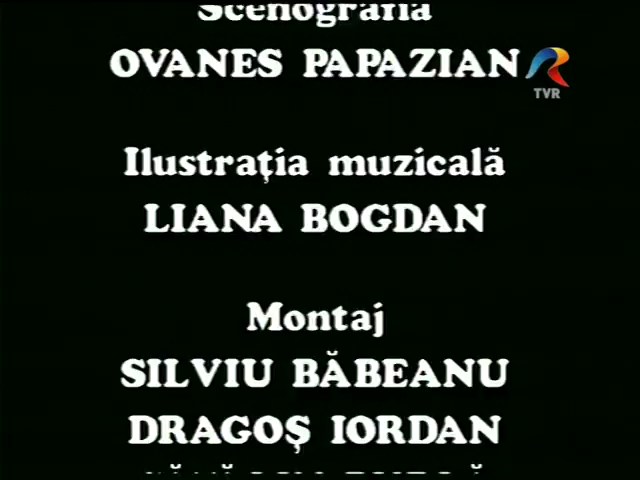 Scenografia
OVANES PAPAZIAN
TVR
Ilustrația muzicală
LIANA BOGDAN
Montaj
SILVIU BĂBEANU
DRAGOȘ IORDAN